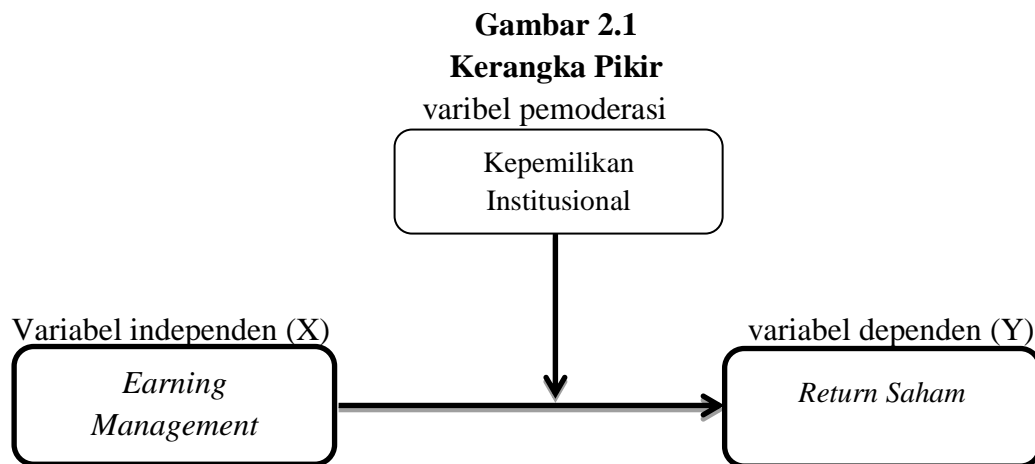 Gambar 2.1
Kerangka Pikir
varibel pemoderasi
Kepemilikan
Institusional
Variabel independen (X)
variabel dependen (Y)
Earning
Management
Return Saham